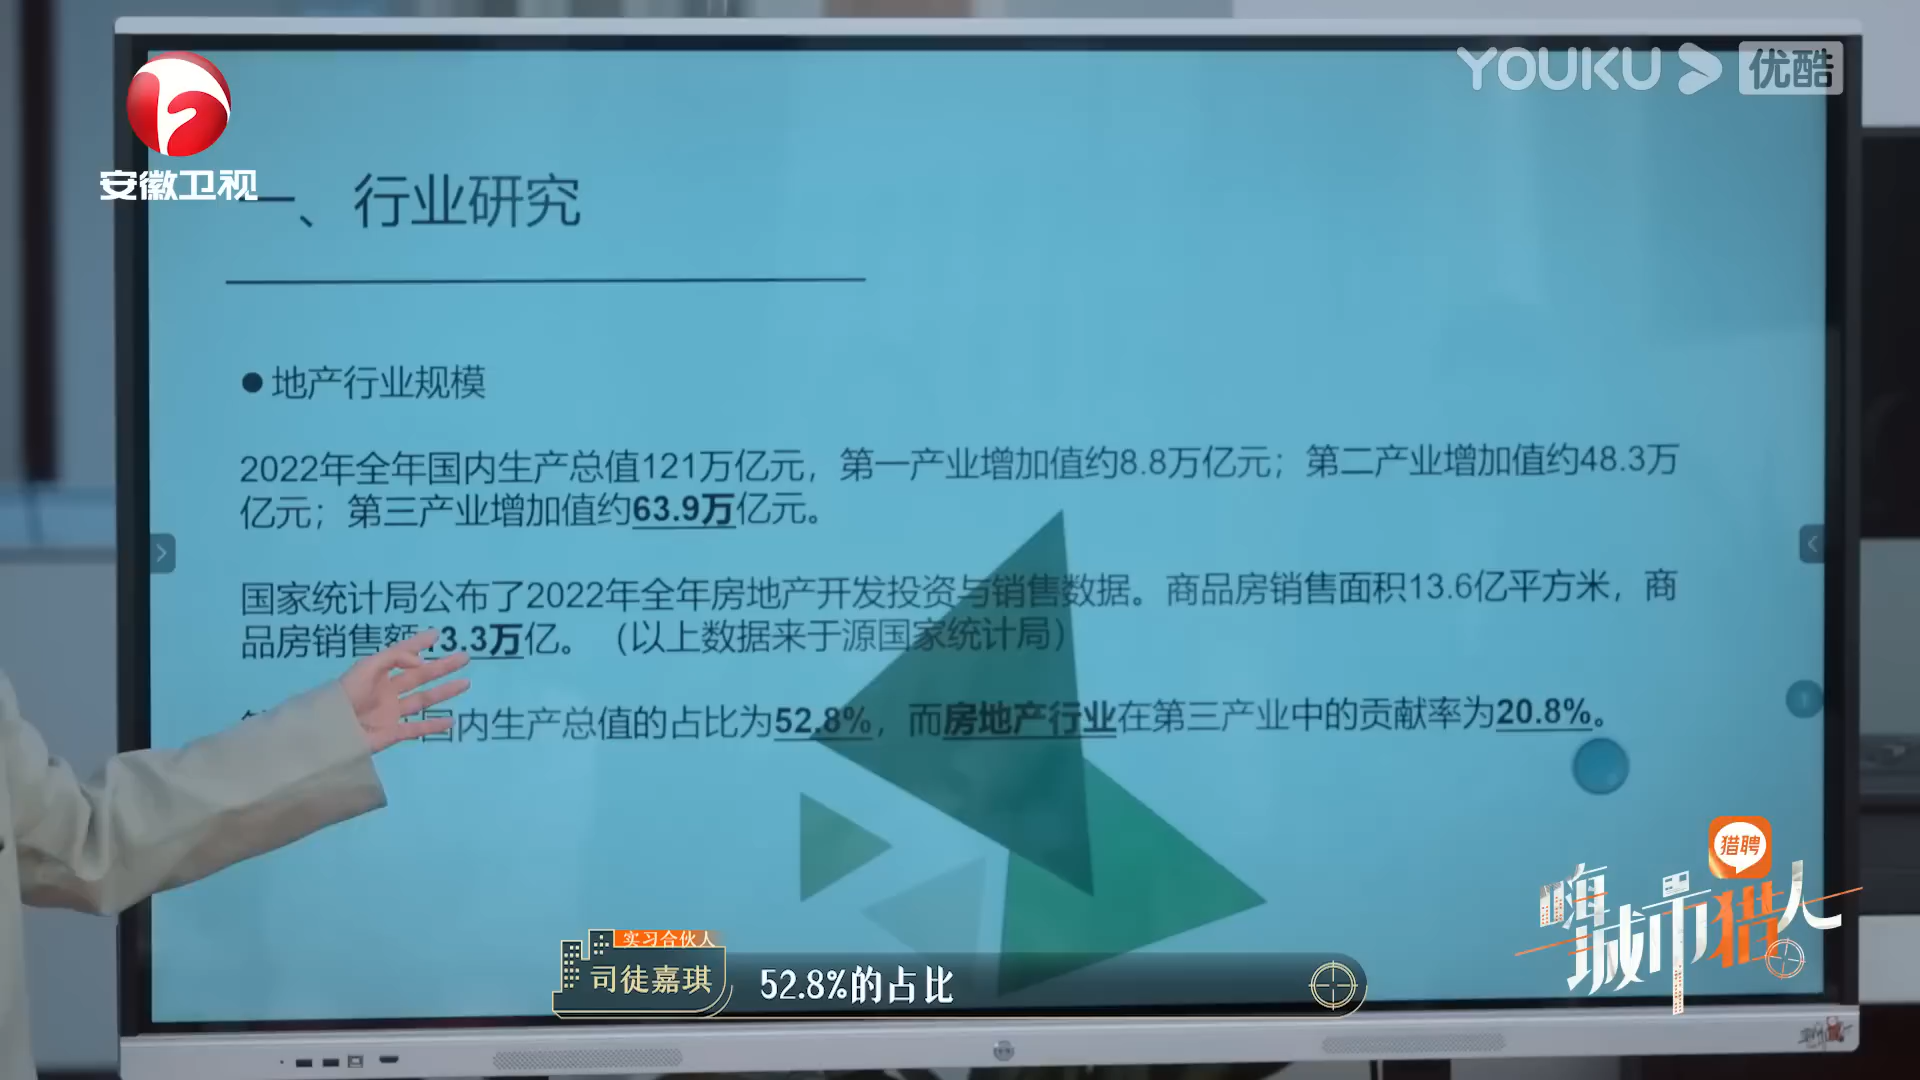 安徽卫视
YOUKU 优酷
一、行业研究
●地产行业规模
2022年全年国内生产总值121万亿元，第一产业增加值约8.8万亿元；第二产业增加值约48.3万
亿元；第三产业增加值约63.9万亿元。
国家统计局公布了2022年全年房地产开发投资与销售数据。商品房销售面积13.6亿平方米，商
品房销售额13.3万亿。（以上数据来于源国家统计局）
国内生产总值的占比为52.8%，而房地产行业在第三产业中的贡献率为20.8%。
猎聘
嗨城市猎人
实习合伙人
司徒嘉琪
52.8%的占比